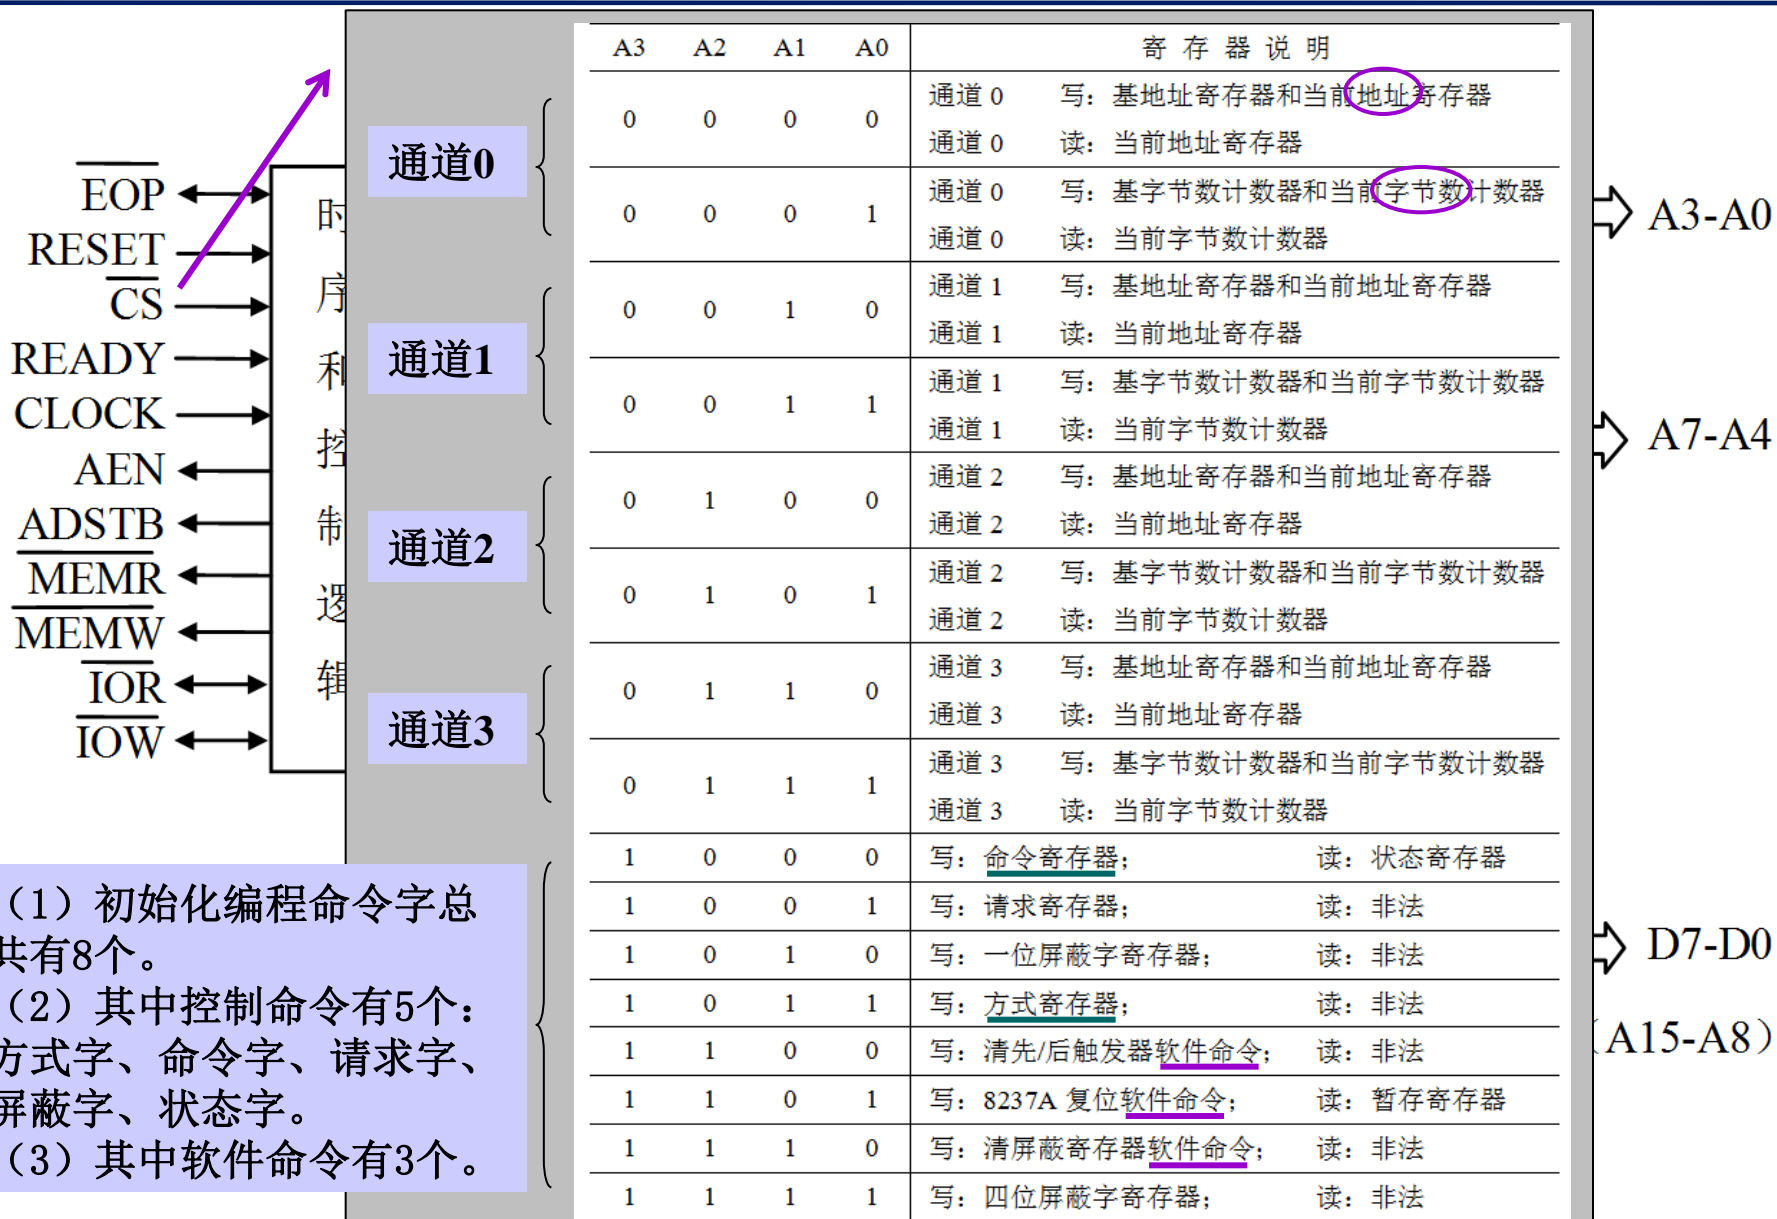 EOP
RESET
CS
READY
CLOCK
AEN
ADSTB
MEMR
MEMW
IOR
IOW
时
序
和
控
制
逻
辑
通道0
通道1
通道2
通道3
A3 A2 A1 A0 寄存器说明
0 0 0 0 通道 0 写：基地址寄存器和当前地址寄存器
通道 0 读：当前地址寄存器
0 0 0 1 通道 0 写：基字节数计数器和当前字节数计数器
通道 0 读：当前字节数计数器
0 0 1 0 通道 1 写：基地址寄存器和当前地址寄存器
通道 1 读：当前地址寄存器
0 0 1 1 通道 1 写：基字节数计数器和当前字节数计数器
通道 1 读：当前字节数计数器
0 1 0 0 通道 2 写：基地址寄存器和当前地址寄存器
通道 2 读：当前地址寄存器
0 1 0 1 通道 2 写：基字节数计数器和当前字节数计数器
通道 2 读：当前字节数计数器
0 1 1 0 通道 3 写：基地址寄存器和当前地址寄存器
通道 3 读：当前地址寄存器
0 1 1 1 通道 3 写：基字节数计数器和当前字节数计数器
通道 3 读：当前字节数计数器
1 0 0 0 写：命令寄存器； 读：状态寄存器
1 0 0 1 写：请求寄存器； 读：非法
1 0 1 0 写：一位屏蔽字寄存器； 读：非法
1 0 1 1 写：方式寄存器； 读：非法
1 1 0 0 写：清先/后触发器软件命令； 读：非法
1 1 0 1 写：8237A 复位软件命令； 读：暂存寄存器
1 1 1 0 写：清屏蔽寄存器软件命令； 读：非法
1 1 1 1 写：四位屏蔽字寄存器； 读：非法
（1）初始化编程命令字总
共有8个。
（2）其中控制命令有5个：
方式字、命令字、请求字、
屏蔽字、状态字。
（3）其中软件命令有3个。
A3-A0
A7-A4
D7-D0
（A15-A8）